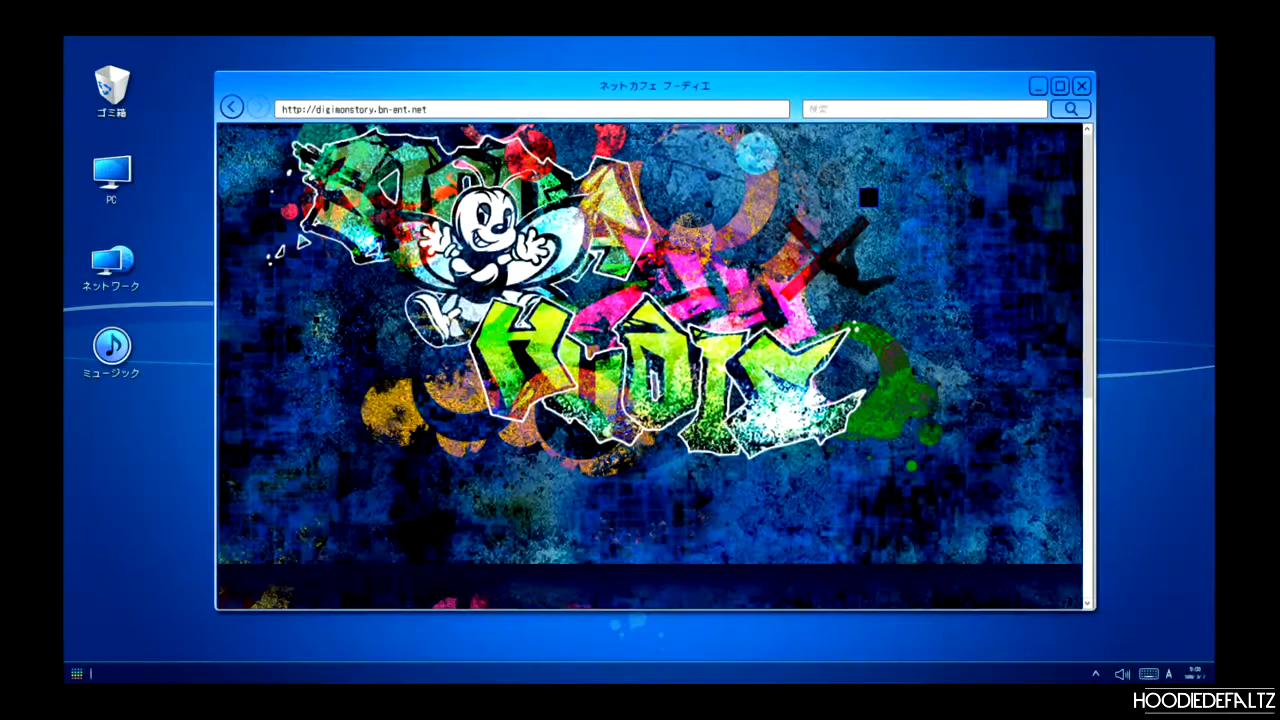 ネットカフェ フーディエ
http://digimonstory.bn-ent.net
検索
ゴミ箱
PC
ネットワーク
ミュージック
A
HOODIEDEFALTZ